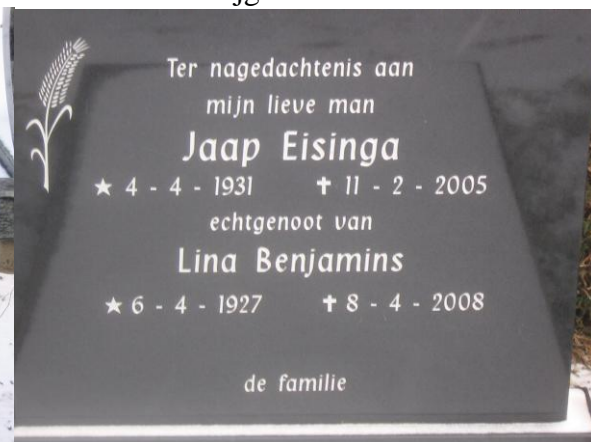 Ter nagedachtenis aan
mijn lieve man
Jaap Eisinga
★ 4 - 4 - 1931 ✝ 11 - 2 - 2005
echtgenoot van
Lina Benjamins
★ 6 - 4 - 1927 ✝ 8 - 4 - 2008
de familie